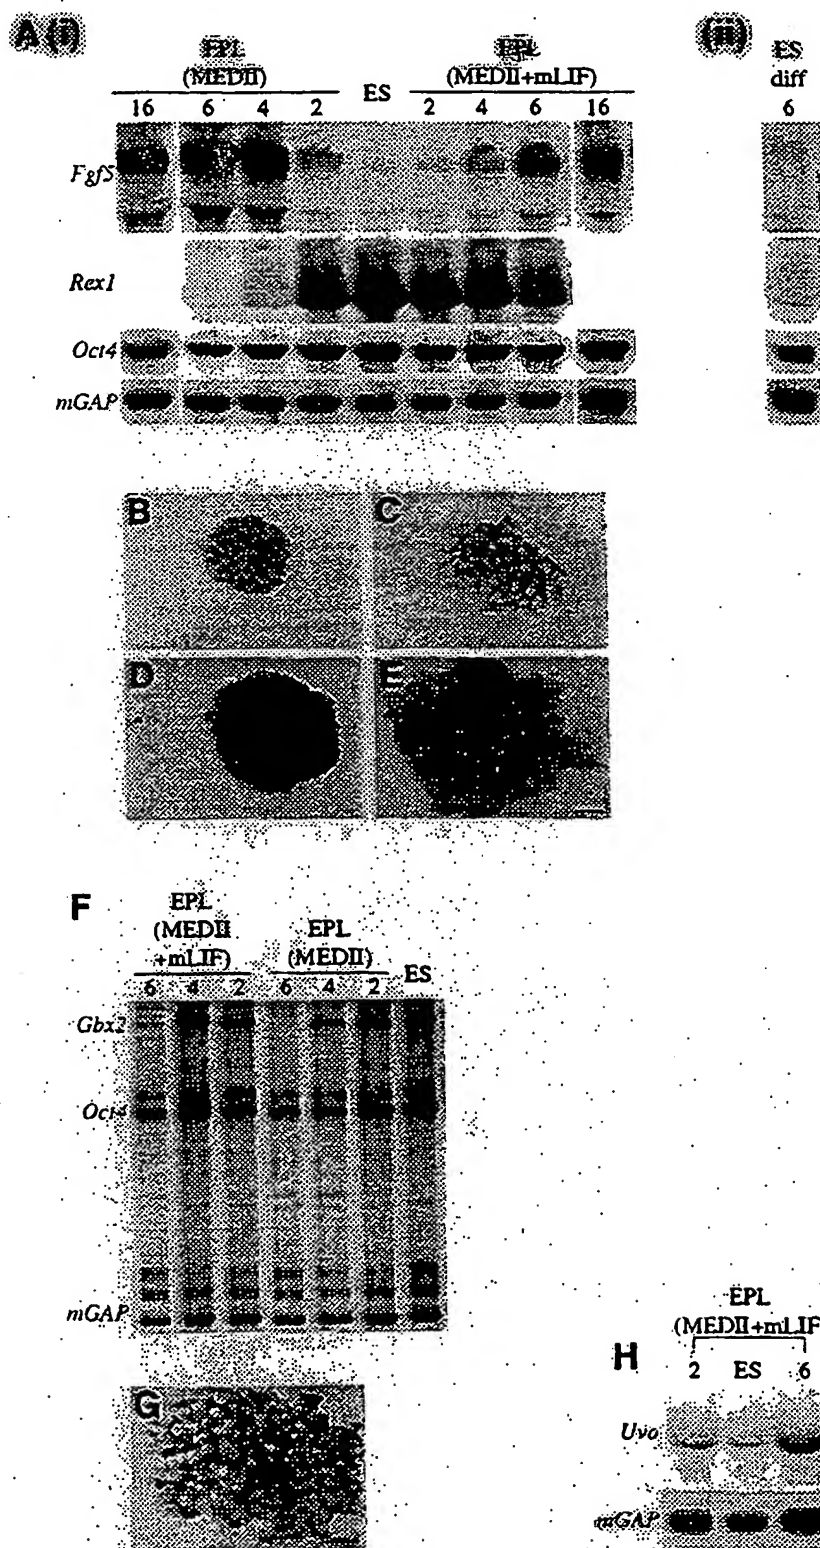 A (i)
EPL
(MEDII)
ES
EPL
(MEDII+mLIF)
16 6 4 2 2 4 6 16
Fgf5
Rex1
Oct4
mGAP
(ii)
ES
diff
6
B
C
D
E
F
EPL
(MEDII
+mLIF)
EPL
(MEDII)
ES
6 4 2 6 4 2
Gbx2
Oct4
mGAP
G
H
EPL
(MEDII+mLIF
2 ES 6
Uvo
mGAP